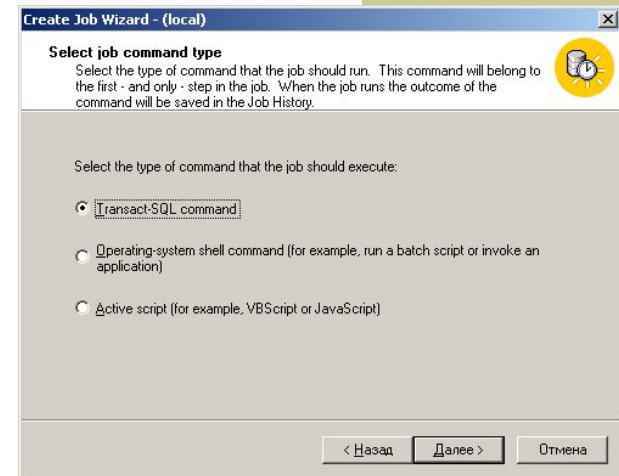 Create Job Wizard - (local)
Select job command type
Select the type of command that the job should run. This command will belong to
the first - and only - step in the job. When the job runs the outcome of the
command will be saved in the Job History.
Select the type of command that the job should execute:
Transact-SQL command
Operating-system shell command (for example, run a batch script or invoke an
application)
Active script (for example, VBScript or JavaScript)
< Назад Далее > Отмена